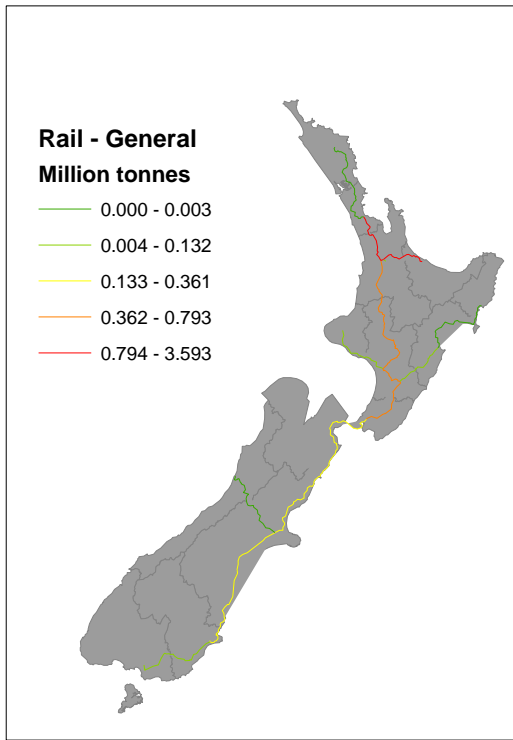 Rail - General
Million tonnes
0.000 - 0.003
0.004 - 0.132
0.133 - 0.361
0.362 - 0.793
0.794 - 3.593